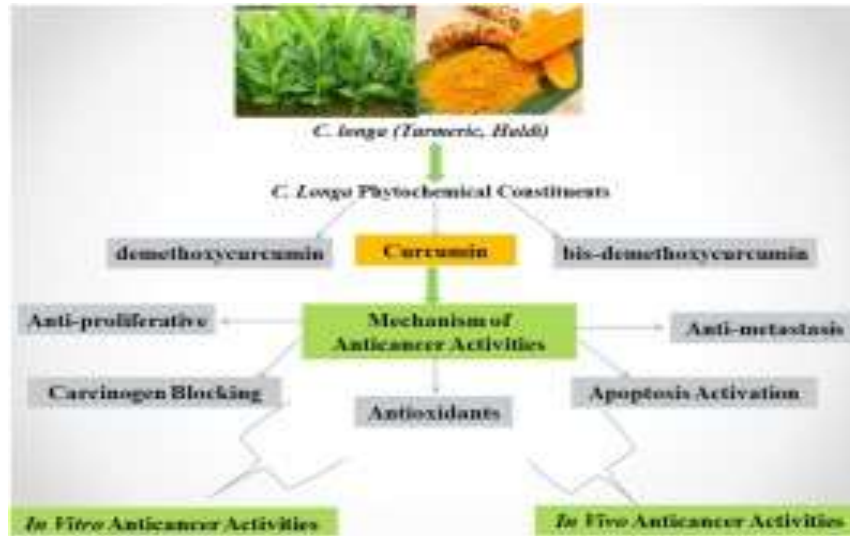 C. longa (Turmeric, Haldi)
C. Longa Phytochemical Constituents
demethoxycurcumin
Curcumin
bis-demethoxycurcumin
Anti-proliferative
Mechanism of
Anticancer Activities
Anti-metastasis
Carcinogen Blocking
Antioxidants
Apoptosis Activation
In Vitro Anticancer Activities
In Vivo Anticancer Activities